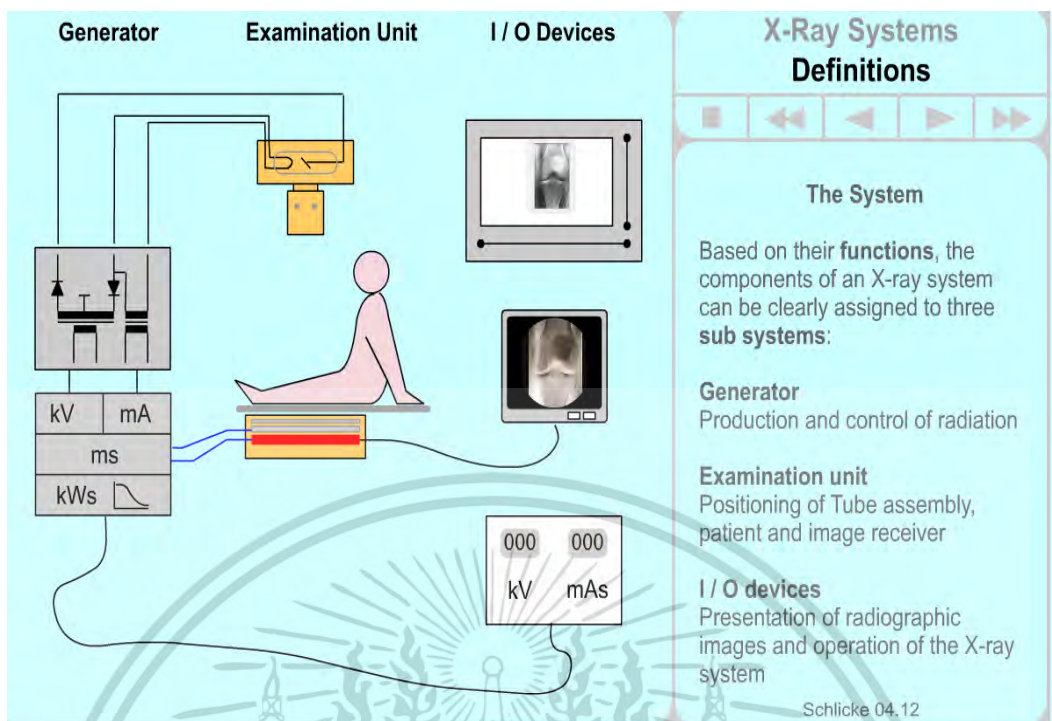 Generator
Examination Unit
I / O Devices
kV
mA
ms
kWs
000
000
kV
mAs
X-Ray Systems
Definitions
The System
Based on their functions, the
components of an X-ray system
can be clearly assigned to three
sub systems:
Generator
Production and control of radiation
Examination unit
Positioning of Tube assembly,
patient and image receiver
I / O devices
Presentation of radiographic
images and operation of the X-ray
system
Schlicke 04.12